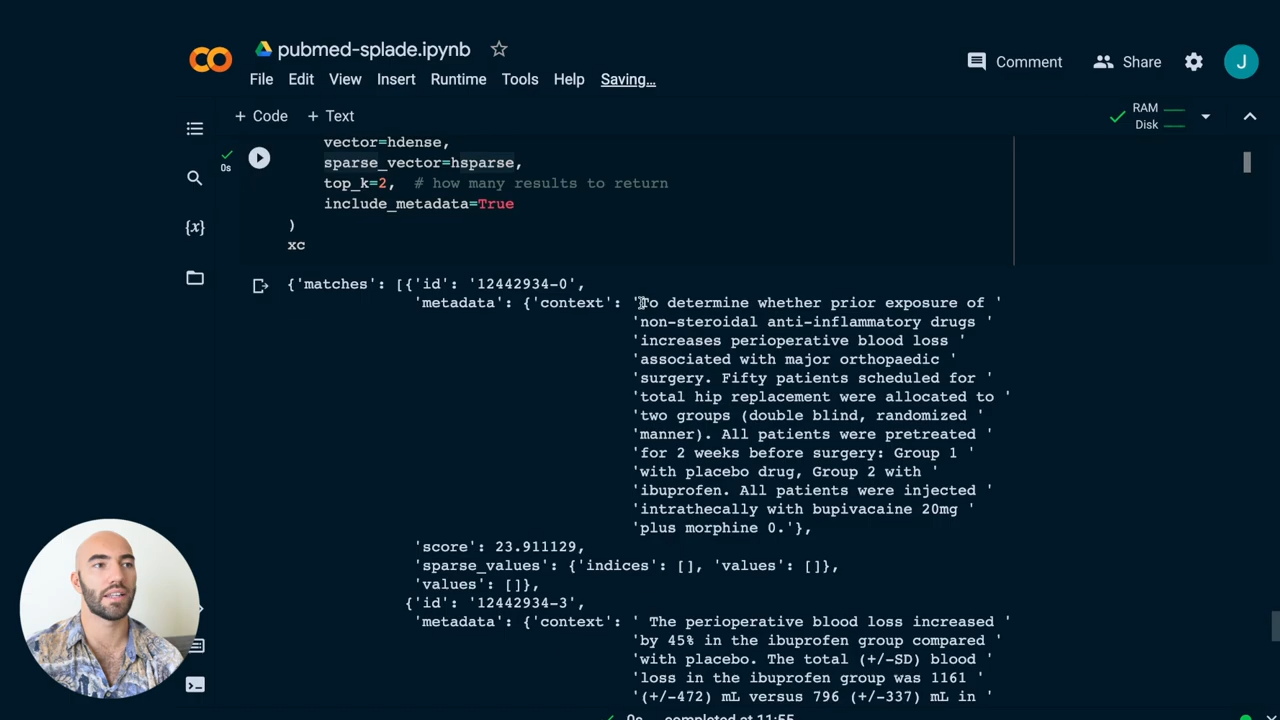 pubmed-splade.ipynb
Comment
Share
J
File Edit View Insert Runtime Tools Help Saving…
+ Code + Text
RAM
Disk
vector=hdense,
0s
sparse_vector=hsparse,
top_k=2,  # how many results to return
include_metadata=True
)
xc
{x}
{'matches': [{'id': '12442934-0',
'metadata': {'context': 'To determine whether prior exposure of '
'non-steroidal anti-inflammatory drugs '
'increases perioperative blood loss '
'associated with major orthopaedic '
'surgery. Fifty patients scheduled for '
'total hip replacement were allocated to '
'two groups (double blind, randomized '
'manner). All patients were pretreated '
'for 2 weeks before surgery: Group 1 '
'with placebo drug, Group 2 with '
'ibuprofen. All patients were injected '
'intrathecally with bupivacaine 20mg '
'plus morphine 0.'},
'score': 23.911129,
'sparse_values': {'indices': [], 'values': []},
'values': []},
{'id': '12442934-3',
'metadata': {'context': ' The perioperative blood loss increased '
'by 45% in the ibuprofen group compared '
'with placebo. The total (+/-SD) blood '
'loss in the ibuprofen group was 1161 '
'(+/-472) mL versus 796 (+/-337) mL in '
0s completed at 11:55